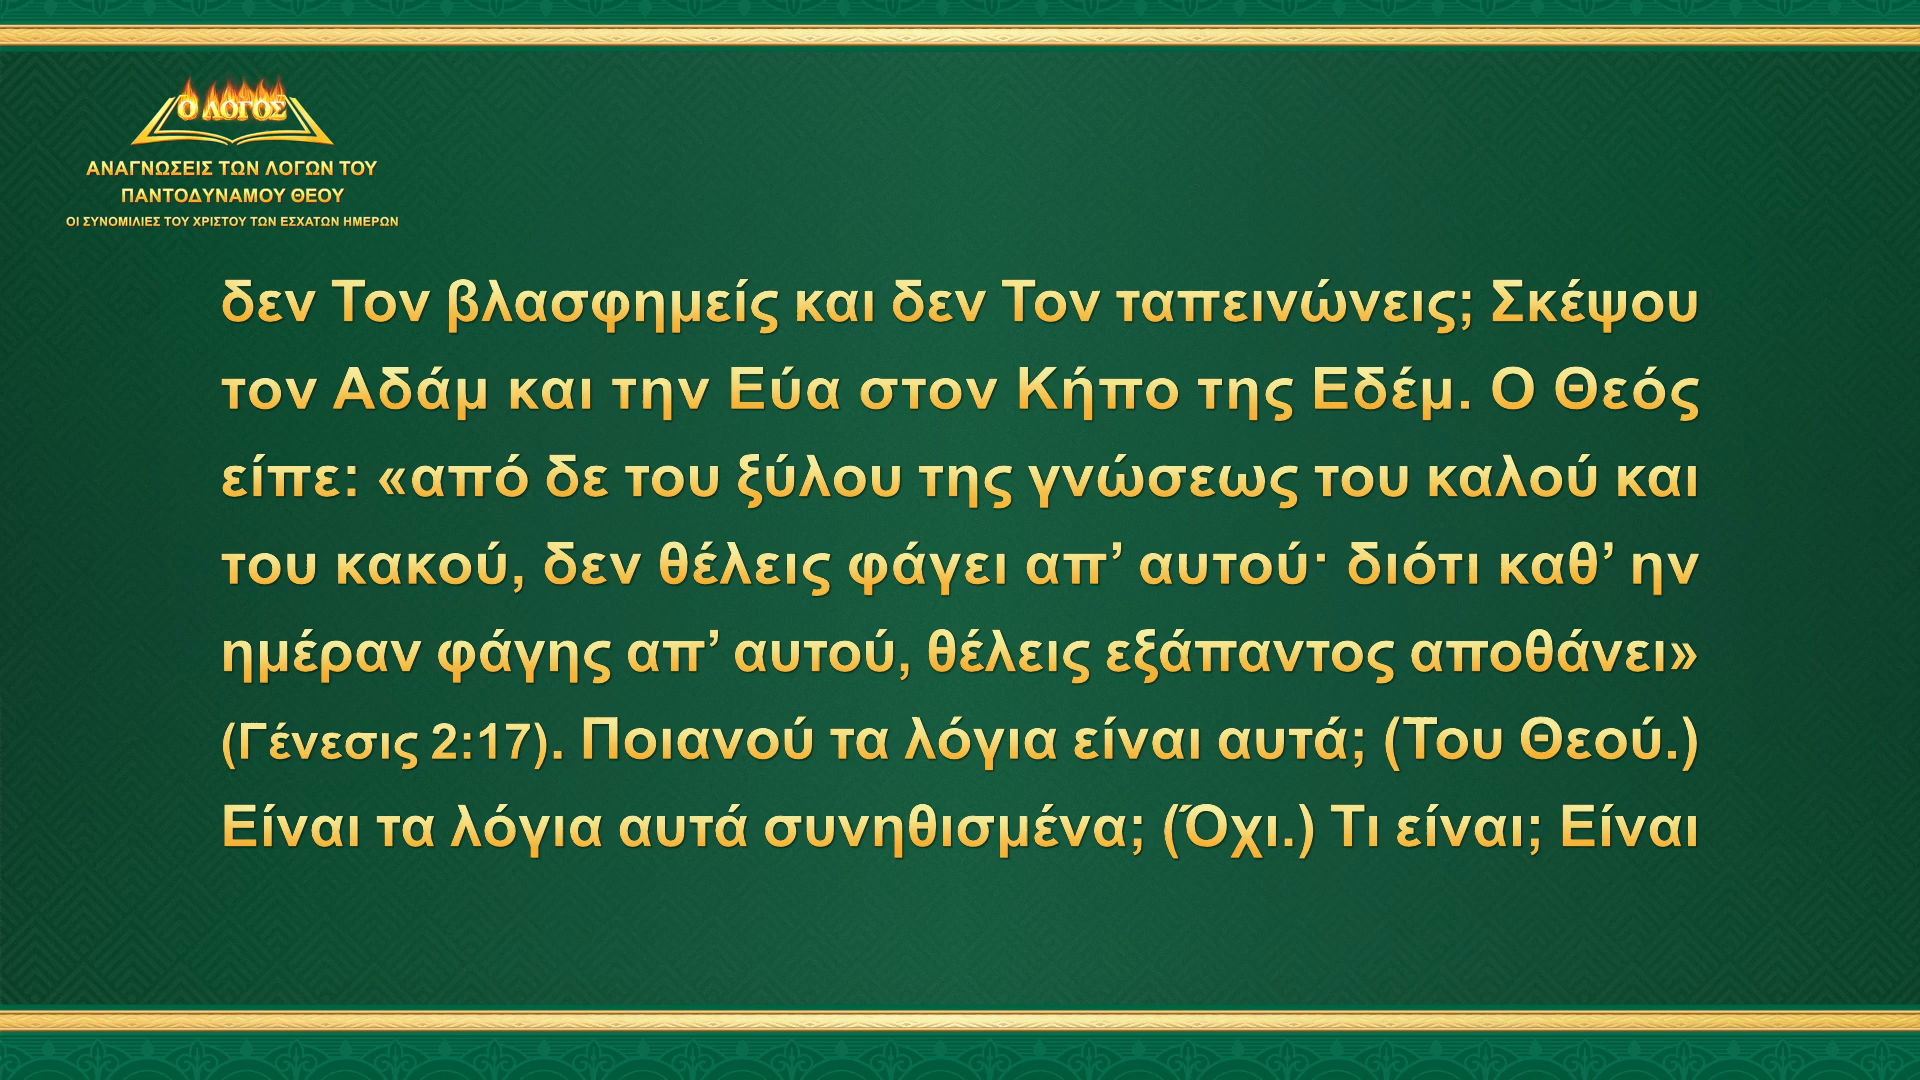 Ο ΛΟΓΟΣ
ΑΝΑΓΝΩΣΕΙΣ ΤΩΝ ΛΟΓΩΝ ΤΟΥ
ΠΑΝΤΟΔΥΝΑΜΟΥ ΘΕΟΥ
ΟΙ ΣΥΝΟΜΙΛΙΕΣ ΤΟΥ ΧΡΙΣΤΟΥ ΤΩΝ ΕΣΧΑΤΩΝ ΗΜΕΡΩΝ
δεν Τον βλασφημείς και δεν Τον ταπεινώνεις; Σκέψου
τον Αδάμ και την Εύα στον Κήπο της Εδέμ. Ο Θεός
είπε: «από δε του ξύλου της γνώσεως του καλού και
του κακού, δεν θέλεις φάγει απ’ αυτού· διότι καθ’ ην
ημέραν φάγης απ’ αυτού, θέλεις εξάπαντος αποθάνει»
(Γένεσις 2:17). Ποιανού τα λόγια είναι αυτά; (Του Θεού.)
Είναι τα λόγια αυτά συνηθισμένα; (Όχι.) Τι είναι; Είναι